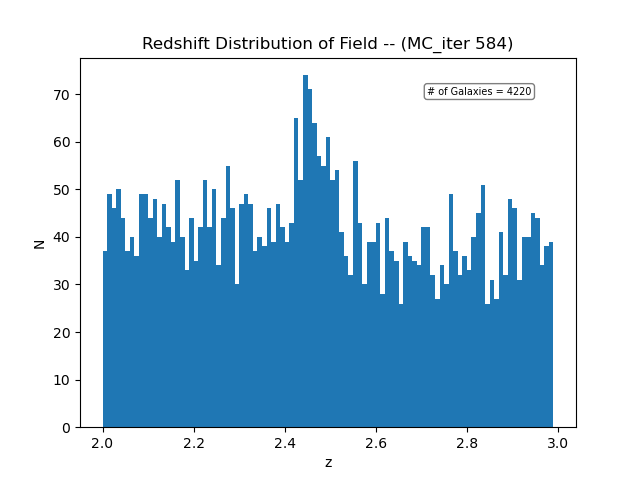 Redshift Distribution of Field -- (MC_iter 584)
# of Galaxies = 4220
N
70
60
50
40
30
20
10
0
2.0 2.2 2.4 2.6 2.8 3.0
z